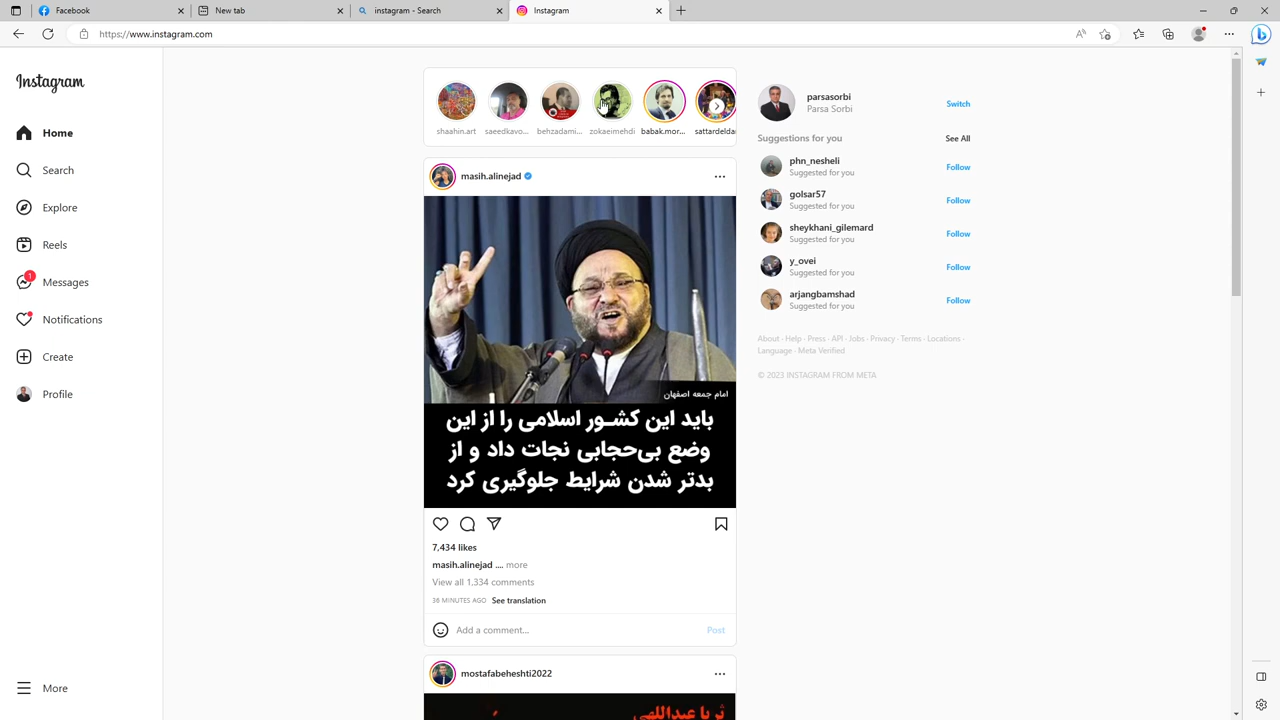 Facebook
New tab
instagram - Search
Instagram
https://www.instagram.com
Instagram
Home
Search
Explore
Reels
1
Messages
Notifications
Create
Profile
More
shaahin.art
saeedkavo...
behzadami...
zokaeimehdi
babak.mor...
sattardelda
masih.alinejad
امام جمعه اصفهان
باید این کشـور اسلامی را از این
وضع بی‌حجابی نجات داد و از
بدتر شدن شرایط جلوگیری کرد
7,434 likes
masih.alinejad .... more
View all 1,334 comments
36 MINUTES AGO See translation
Add a comment...
Post
mostafabeheshti2022
ثریا عبداللهی
parsasorbi
Parsa Sorbi
Switch
Suggestions for you
See All
phn_nesheli
Suggested for you
Follow
golsar57
Suggested for you
Follow
sheykhani_gilemard
Suggested for you
Follow
y_ovei
Suggested for you
Follow
arjangbamshad
Suggested for you
Follow
About · Help · Press · API · Jobs · Privacy · Terms · Locations ·
Language · Meta Verified
© 2023 INSTAGRAM FROM META